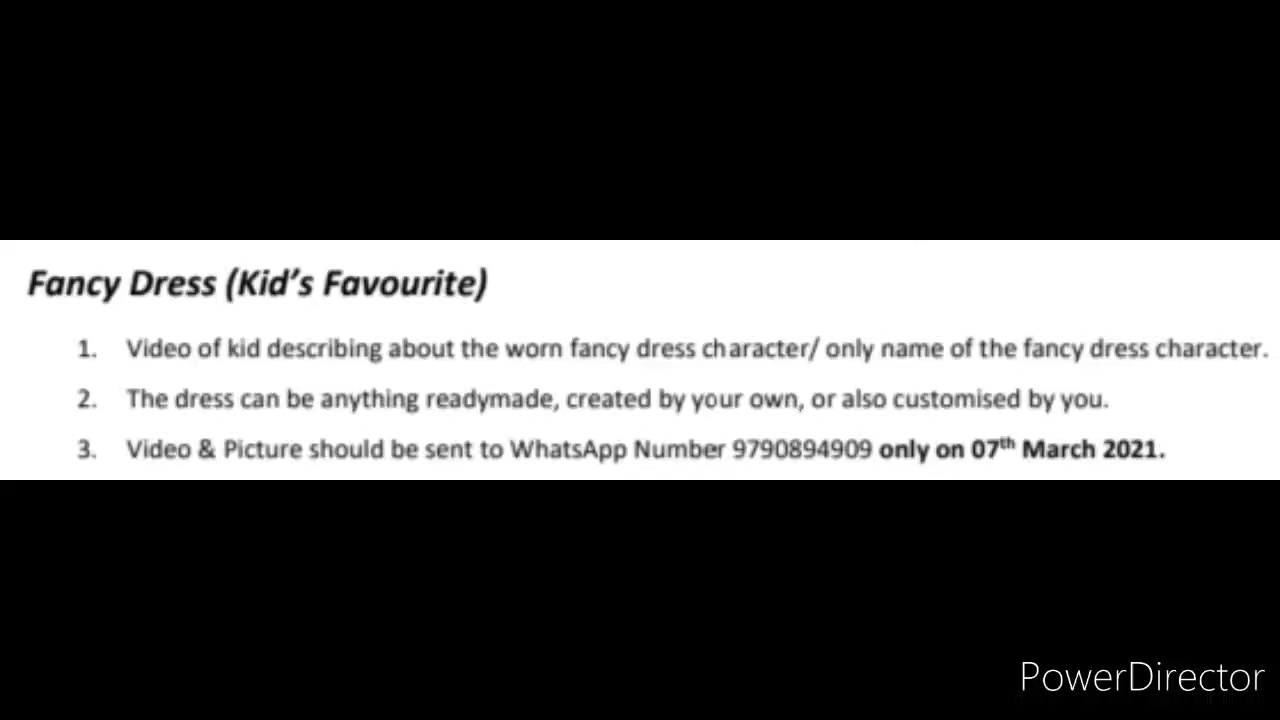 Fancy Dress (Kid's Favourite)
1. Video of kid describing about the worn fancy dress character/ only name of the fancy dress character.
2. The dress can be anything readymade, created by your own, or also customised by you.
3. Video & Picture should be sent to WhatsApp Number 9790894909 only on 07th March 2021.
PowerDirector